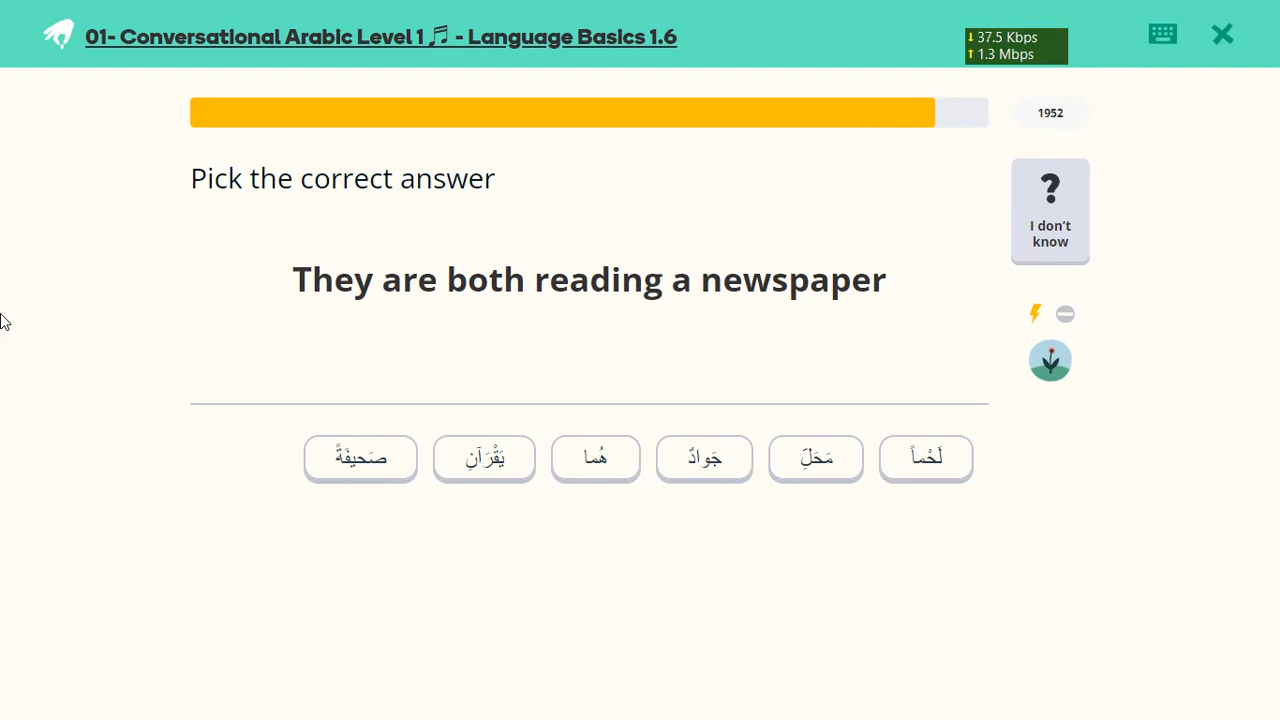 01- Conversational Arabic Level 1 🎵 - Language Basics 1.6
↓ 37.5 Kbps
↑ 1.3 Mbps
1952
Pick the correct answer
?
I don't
know
They are both reading a newspaper
لَحْماً
مَحَلِّ
جَوادٌ
هُما
يَقْرَآنِ
صَحيفَةً